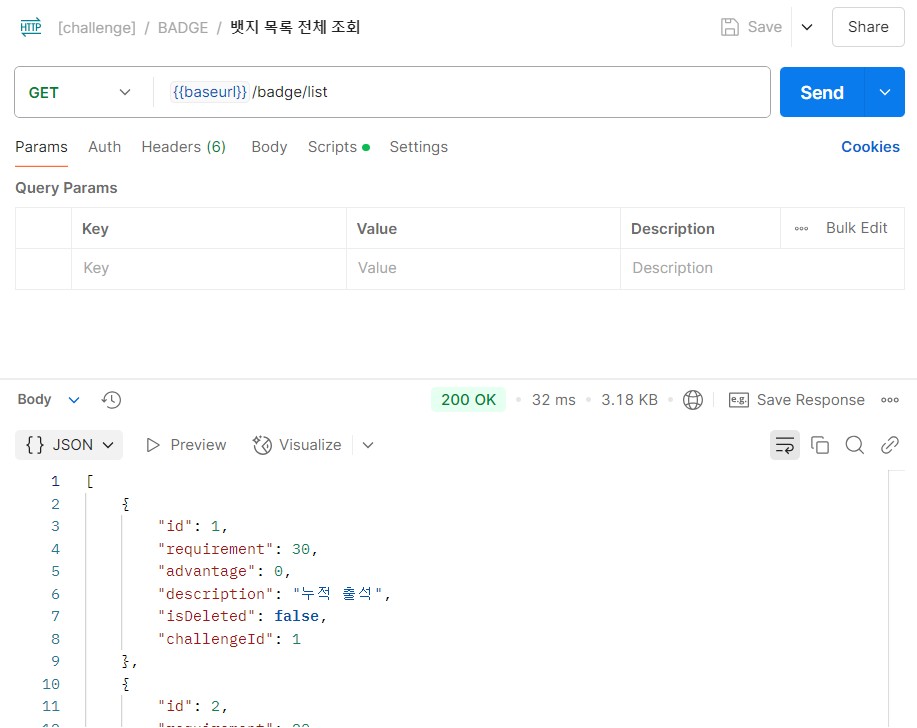 HTTP [challenge] / BADGE / 뱃지 목록 전체 조회 Save Share
GET {{baseurl}} /badge/list Send
Params Auth Headers (6) Body Scripts Settings Cookies
Query Params
Key Value Description Bulk Edit
Key Value Description
Body 200 OK 32 ms 3.18 KB e.g. Save Response
{} JSON Preview Visualize
1 [
2 {
3 "id": 1,
4 "requirement": 30,
5 "advantage": 0,
6 "description": "누적 출석",
7 "isDeleted": false,
8 "challengeId": 1
9 },
10 {
11 "id": 2,